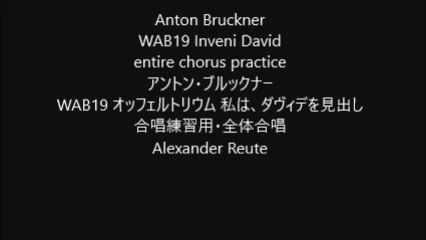 Anton Bruckner
WAB19 Inveni David
entire chorus practice
アントン・ブルックナー
WAB19 オッフェルトリウム 私は、ダヴィデを見出し
合唱練習用・全体合唱
Alexander Reute